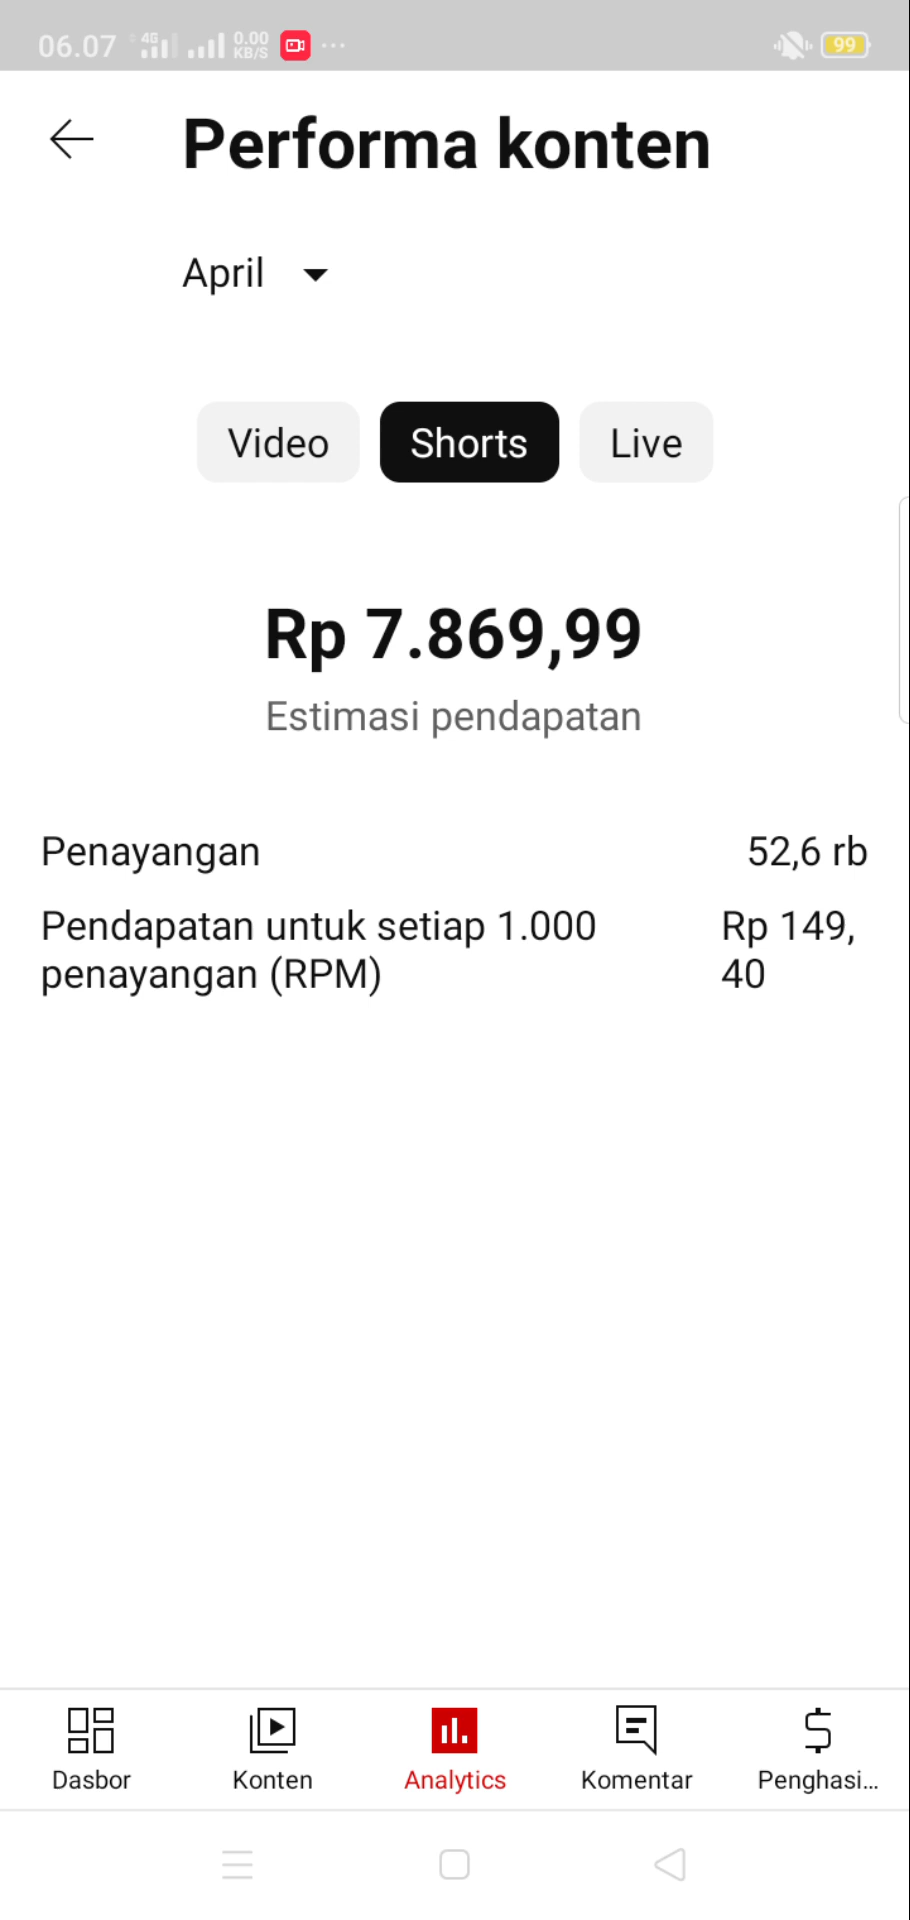 06.07 4G 0.00 KB/S 99
Performa konten
April
Video Shorts Live
Rp 7.869,99
Estimasi pendapatan
Penayangan 52,6 rb
Pendapatan untuk setiap 1.000 Rp 149,
penayangan (RPM) 40
Dasbor Konten Analytics Komentar Penghasi...